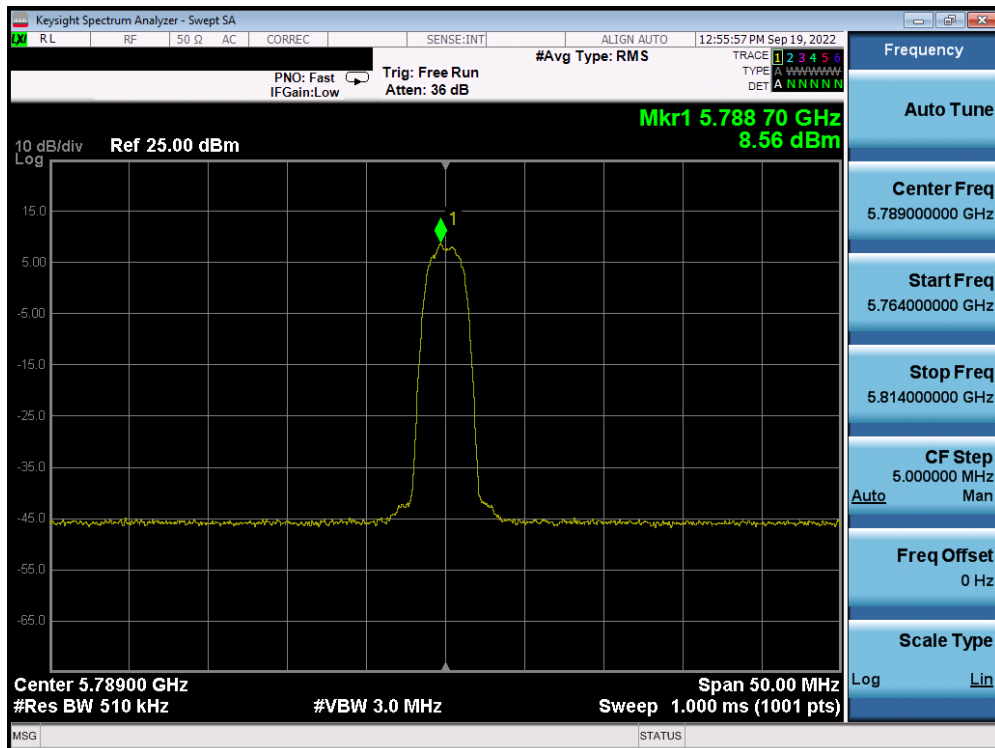 Keysight Spectrum Analyzer - Swept SA
LXI RL RF 50 Ω AC CORREC SENSE:INT ALIGN AUTO 12:55:57 PM Sep 19, 2022
#Avg Type: RMS
TRACE 1 2 3 4 5 6
TYPE A WWWWW
DET A N N N N N
PNO: Fast Trig: Free Run
IFGain:Low Atten: 36 dB
Mkr1 5.788 70 GHz
8.56 dBm
10 dB/div Ref 25.00 dBm
Log
15.0
1
5.00
-5.00
-15.0
-25.0
-35.0
-45.0
-55.0
-65.0
Center 5.78900 GHz Span 50.00 MHz
#Res BW 510 kHz #VBW 3.0 MHz Sweep 1.000 ms (1001 pts)
MSG STATUS
Frequency
Auto Tune
Center Freq
5.789000000 GHz
Start Freq
5.764000000 GHz
Stop Freq
5.814000000 GHz
CF Step
5.000000 MHz
Auto Man
Freq Offset
0 Hz
Scale Type
Log Lin